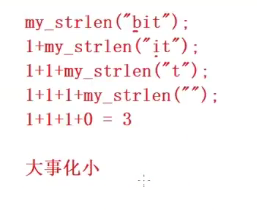 my_strlen("bit");
1+my_strlen("it");
1+1+my_strlen("t");
1+1+1+my_strlen("");
1+1+1+0 = 3
大事化小